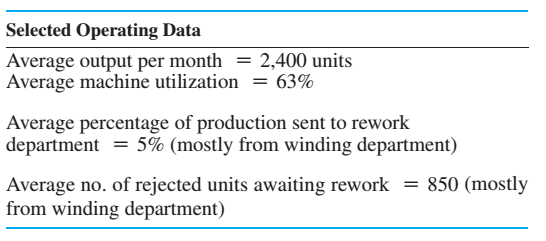 Selected Operating Data
Average output per month = 2,400 units
Average machine utilization = 63%
Average percentage of production sent to rework
department = 5% (mostly from winding department)
Average no. of rejected units awaiting rework = 850 (mostly
from winding department)